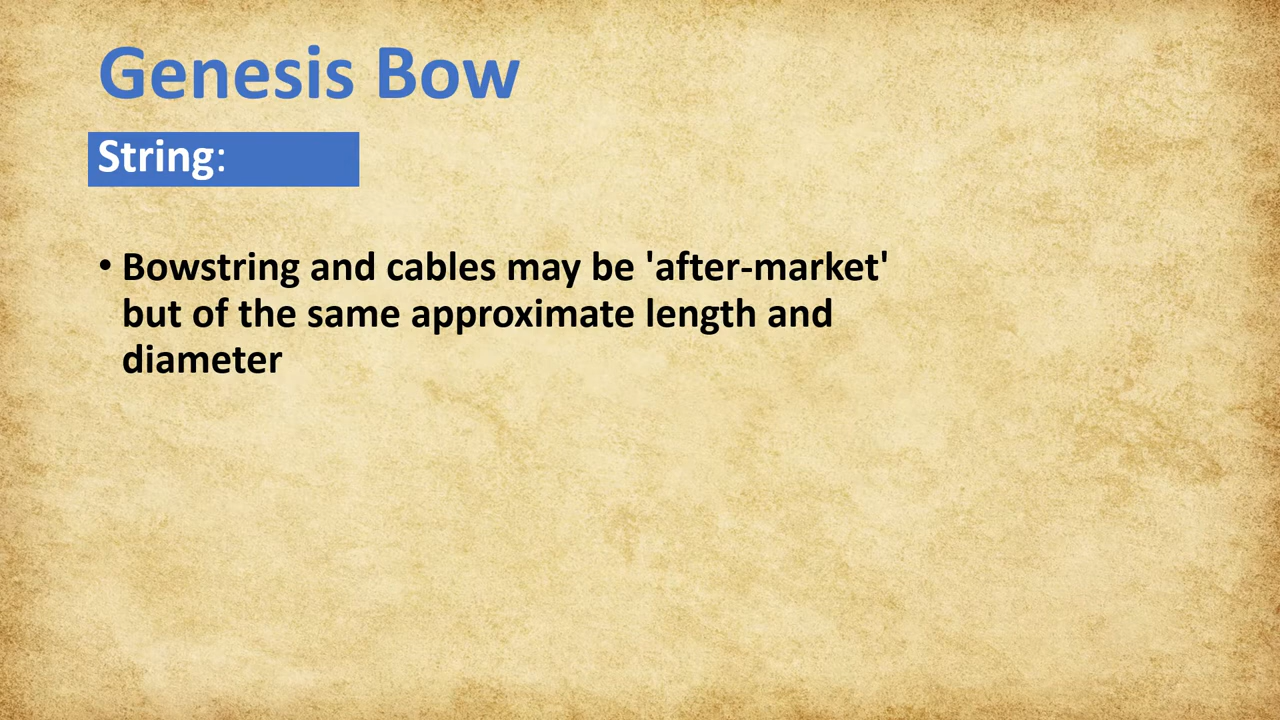 Genesis Bow
String:
• Bowstring and cables may be 'after-market'
but of the same approximate length and
diameter